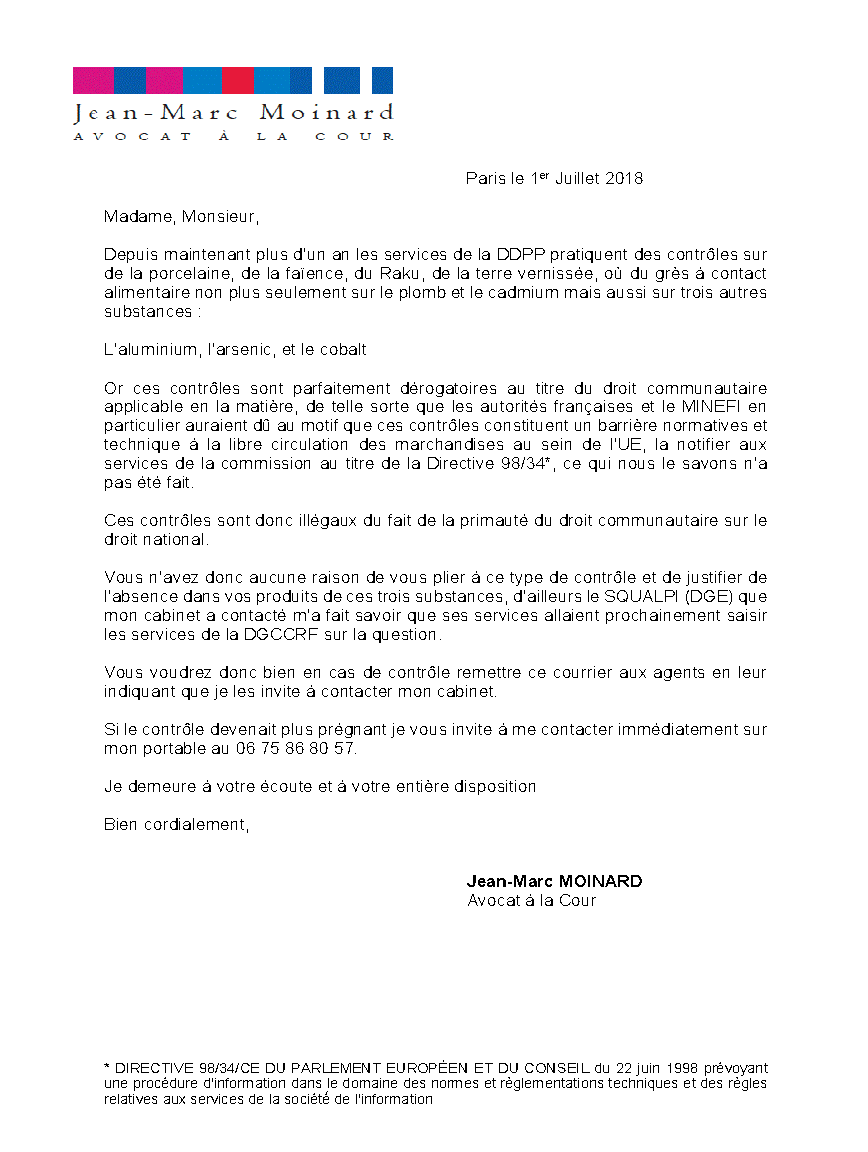 Jean-Marc Moinard
AVOCAT À LA COUR
Paris le 1er Juillet 2018
Madame, Monsieur,
Depuis maintenant plus d'un an les services de la DDPP pratiquent des contrôles sur
de la porcelaine, de la faïence, du Raku, de la terre vernissée, où du grès à contact
alimentaire non plus seulement sur le plomb et le cadmium mais aussi sur trois autres
substances :
L'aluminium, l'arsenic, et le cobalt
Or ces contrôles sont parfaitement dérogatoires au titre du droit communautaire
applicable en la matière, de telle sorte que les autorités françaises et le MINEFI en
particulier auraient dû au motif que ces contrôles constituent un barrière normatives et
technique à la libre circulation des marchandises au sein de l'UE, la notifier aux
services de la commission au titre de la Directive 98/34*, ce qui nous le savons n'a
pas été fait.
Ces contrôles sont donc illégaux du fait de la primauté du droit communautaire sur le
droit national.
Vous n'avez donc aucune raison de vous plier à ce type de contrôle et de justifier de
l'absence dans vos produits de ces trois substances, d'ailleurs le SQUALPI (DGE) que
mon cabinet a contacté m'a fait savoir que ses services allaient prochainement saisir
les services de la DGCCRF sur la question.
Vous voudrez donc bien en cas de contrôle remettre ce courrier aux agents en leur
indiquant que je les invite à contacter mon cabinet.
Si le contrôle devenait plus prégnant je vous invite à me contacter immédiatement sur
mon portable au 06 75 86 80 57.
Je demeure à votre écoute et à votre entière disposition
Bien cordialement,
Jean-Marc MOINARD
Avocat à la Cour
* DIRECTIVE 98/34/CE DU PARLEMENT EUROPÉEN ET DU CONSEIL du 22 juin 1998 prévoyant
une procédure d'information dans le domaine des normes et réglementations techniques et des règles
relatives aux services de la société de l'information